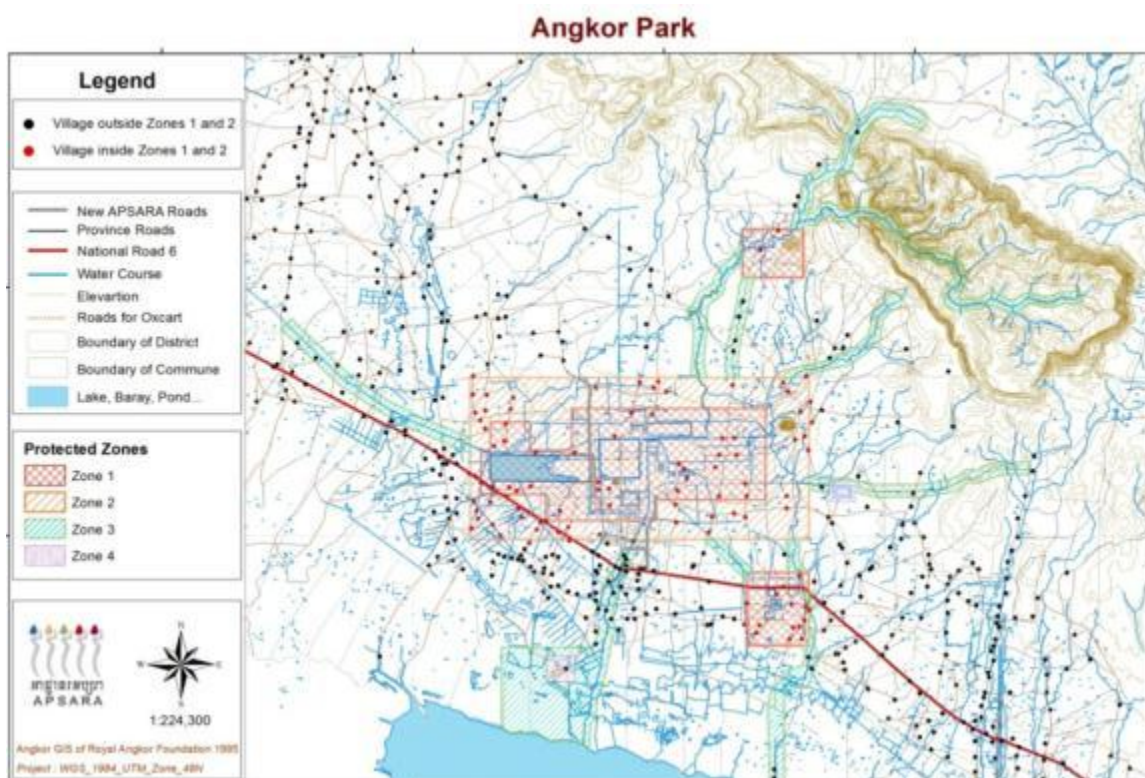 Angkor Park
Legend
Village outside Zones 1 and 2
Village inside Zones 1 and 2
New APSARA Roads
Province Roads
National Road 6
Water Course
Elevartion
Roads for Oxcart
Boundary of District
Boundary of Commune
Lake, Baray, Pond...
Protected Zones
Zone 1
Zone 2
Zone 3
Zone 4
N
W
E
S
APSARA
1:224,300
Angkor GIS of Royal Angkor Foundation 1995
Project : WGS_1984_UTM_Zone_48N